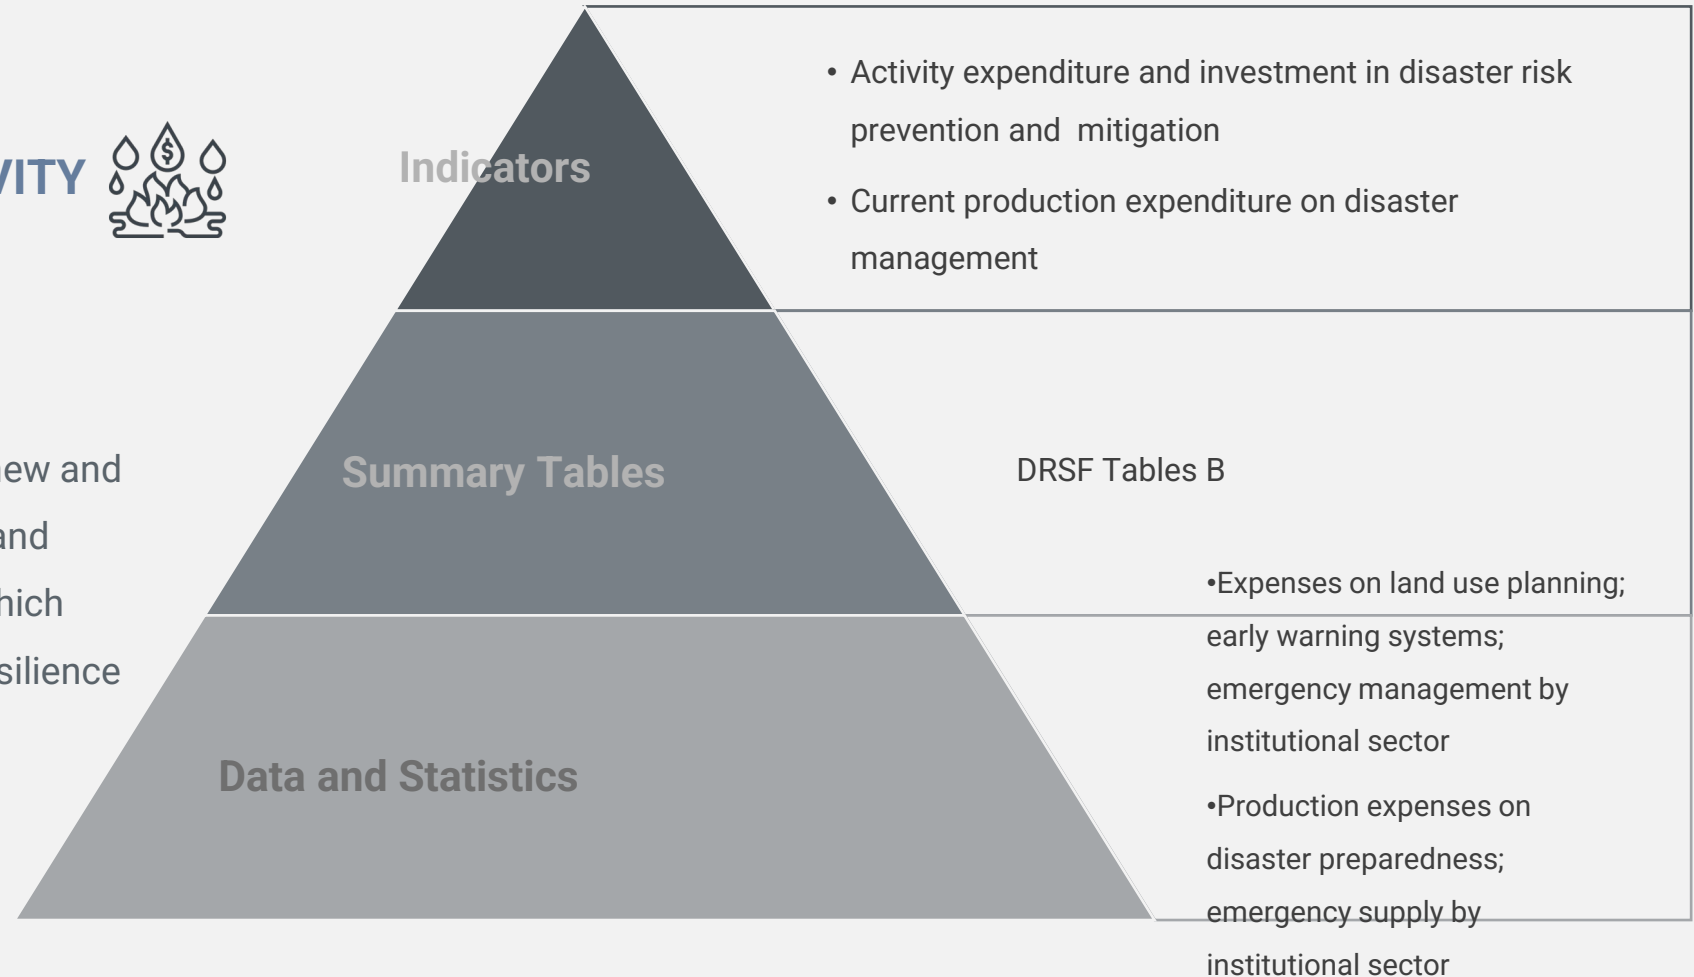 VITY
$
new and
and
hich
silience
Indicators
• Activity expenditure and investment in disaster risk
prevention and  mitigation
• Current production expenditure on disaster
management
Summary Tables
DRSF Tables B
Data and Statistics
•Expenses on land use planning;
early warning systems;
emergency management by
institutional sector
•Production expenses on
disaster preparedness;
emergency supply by
institutional sector